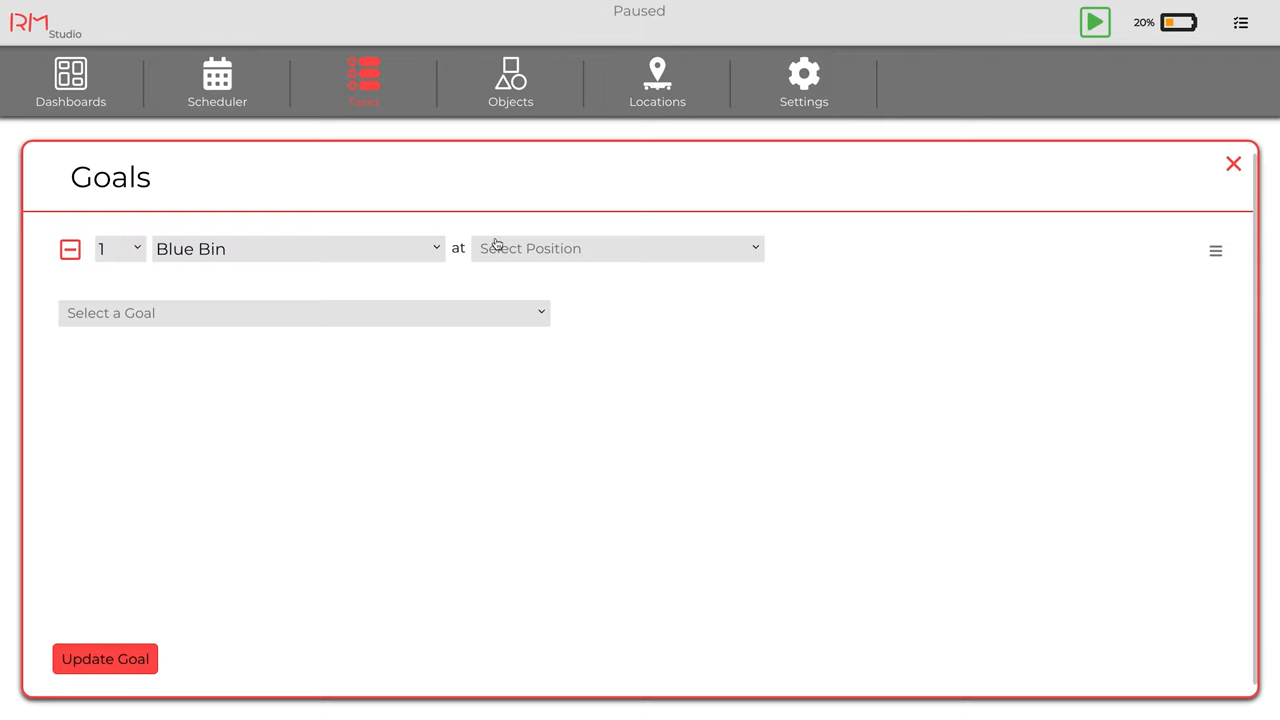 Paused
RM Studio
20%
Dashboards
Scheduler
Tasks
Objects
Locations
Settings
Goals
1 Blue Bin at Select Position
Select a Goal
Update Goal